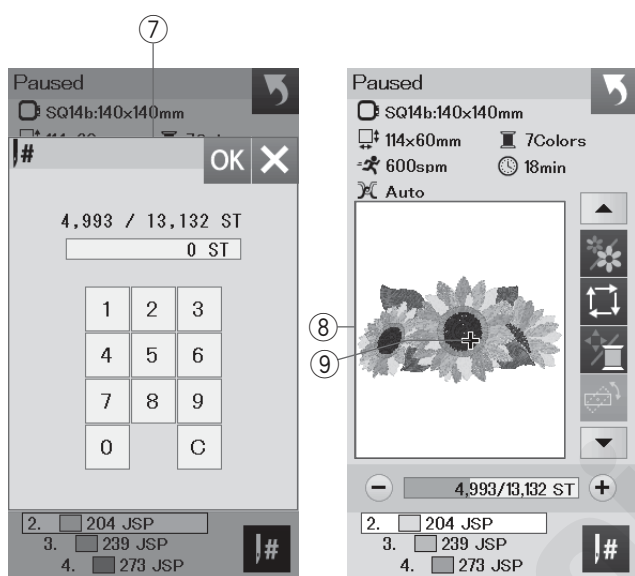 ⑦
Paused
SQ14b:140x140mm
#
OK
4,993 / 13,132 ST
0 ST
1 2 3
4 5 6
7 8 9
0 C
2. 204 JSP
3. 239 JSP
4. 273 JSP
#
Paused
SQ14b:140x140mm
114x60mm 7Colors
600spm 18min
Auto
⑧
⑨
4,993/13,132 ST
2. 204 JSP
3. 239 JSP
4. 273 JSP
#